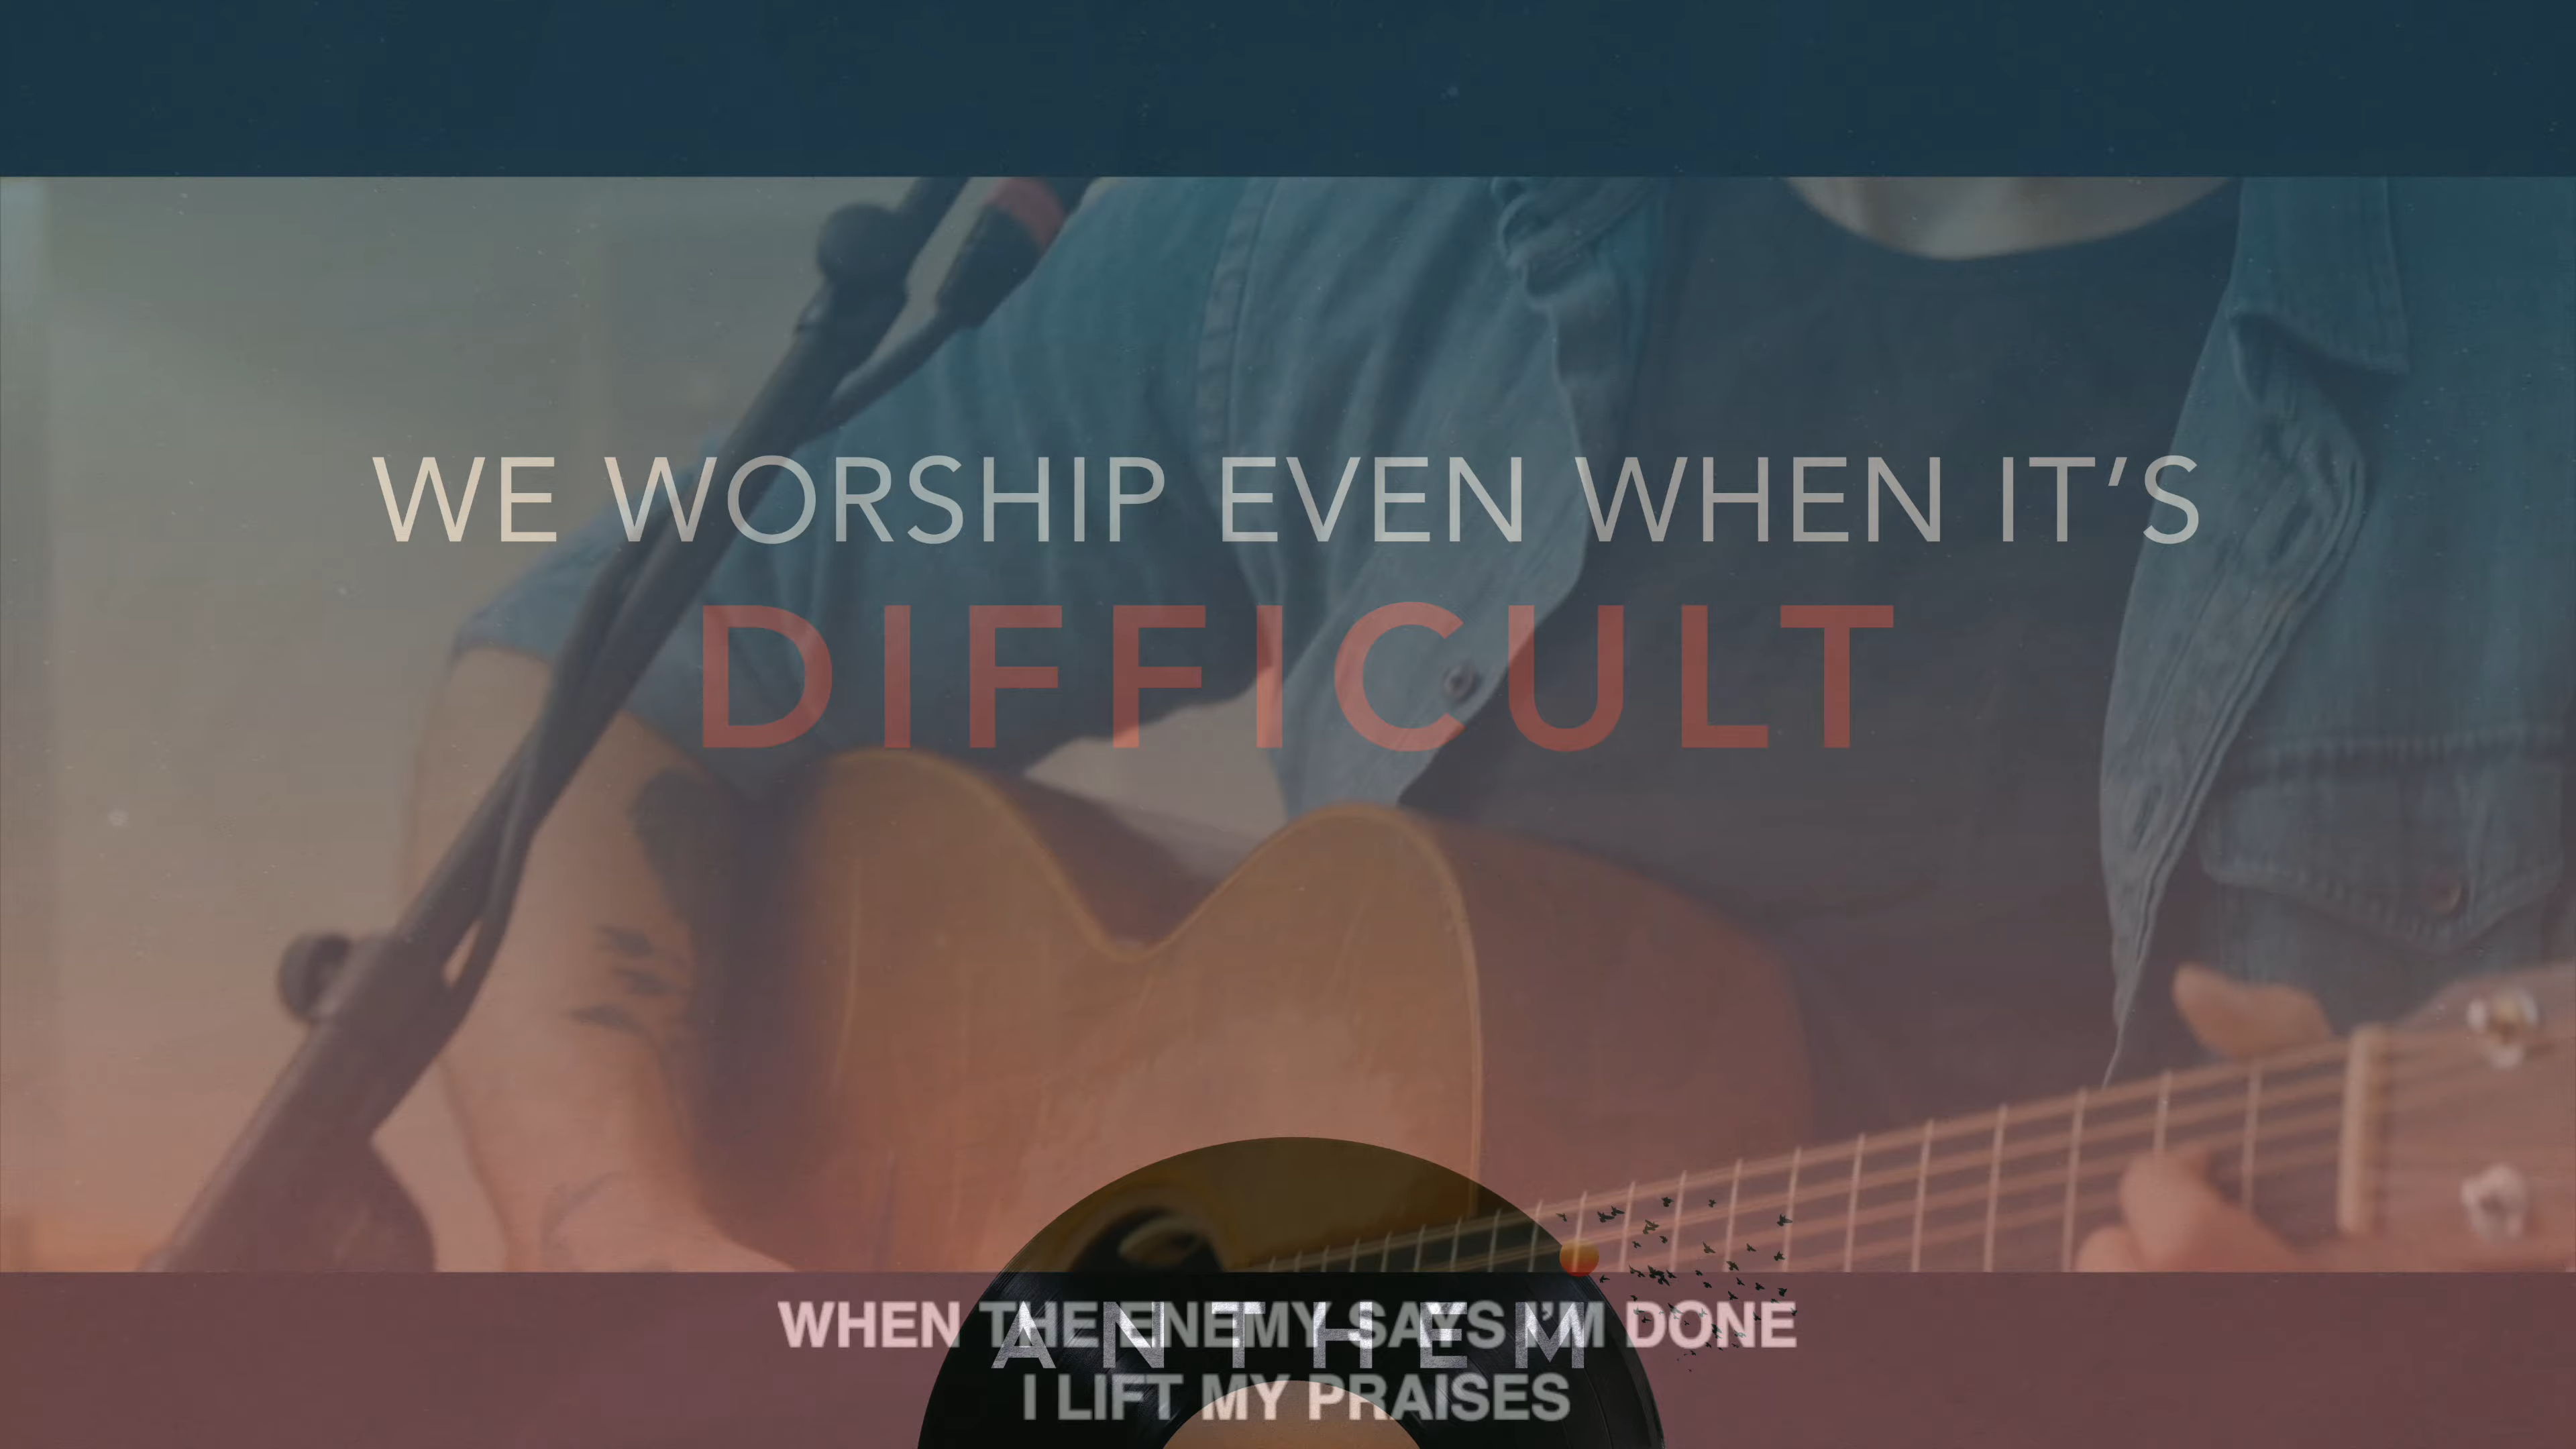 WE WORSHIP EVEN WHEN IT’S
DIFFICULT
WHEN THE ENEMY SAYS I’M DONE
ANTHEM
I LIFT MY PRAISES